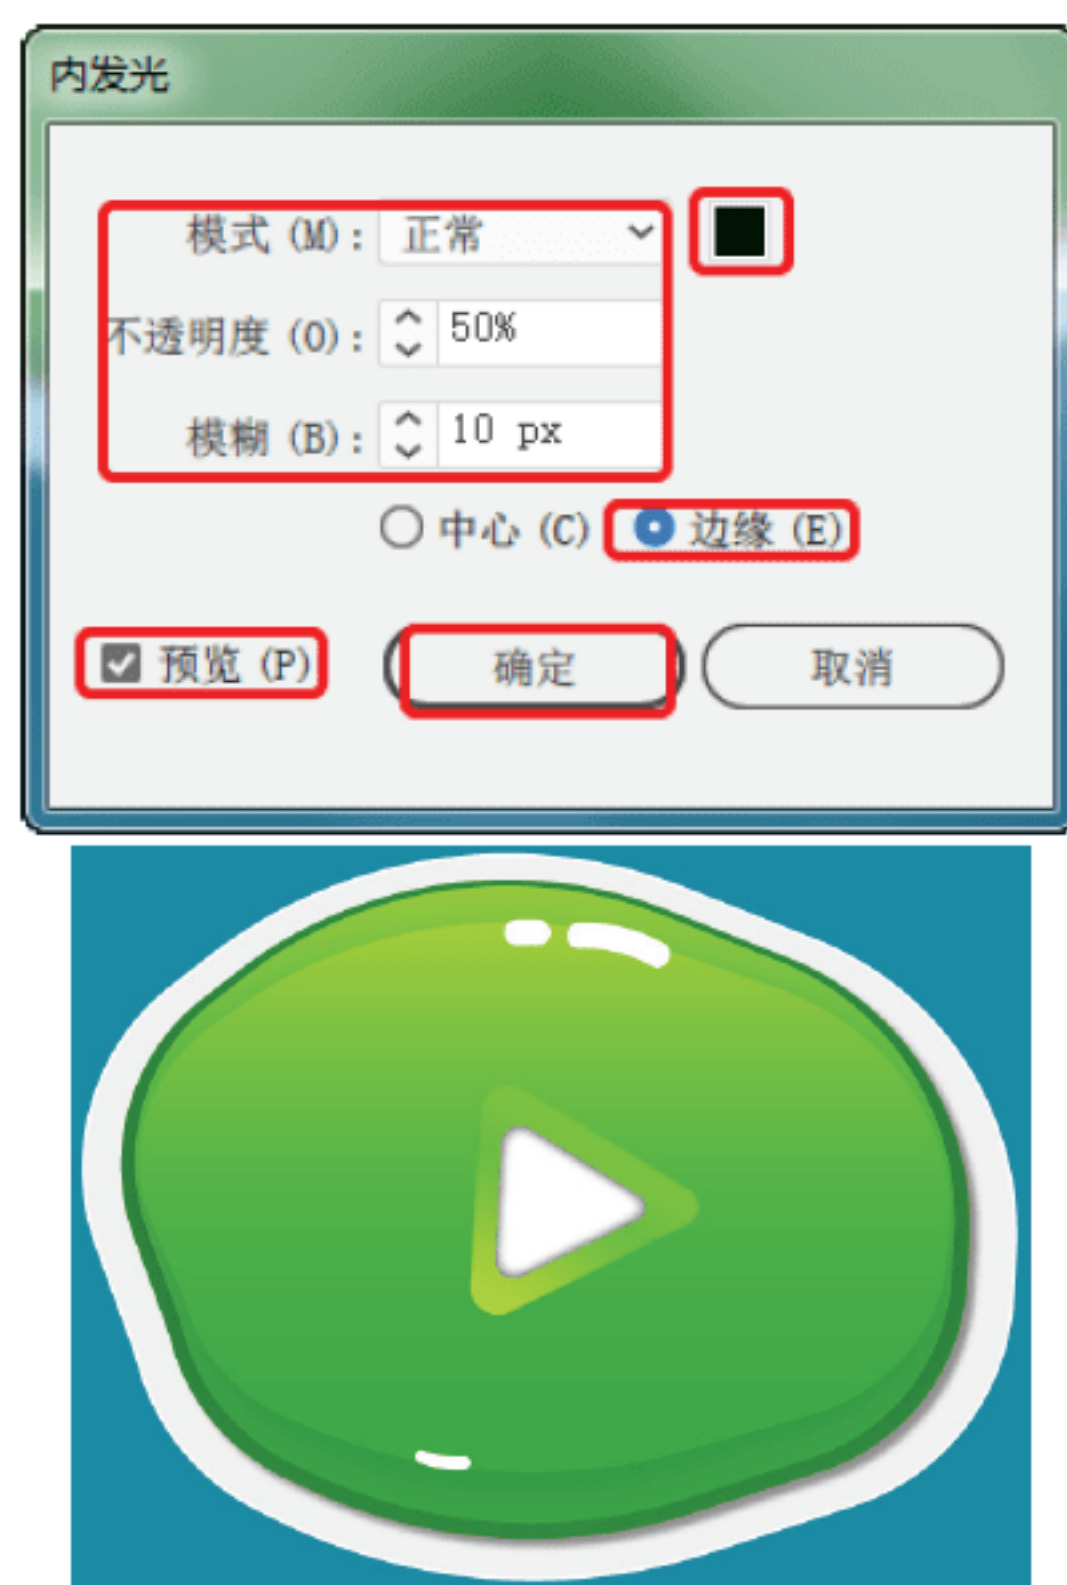 内发光
模式 (M): 正常
不透明度 (O): 50%
模糊 (B): 10 px
中心 (C) 边缘 (E)
预览 (P) 确定 取消